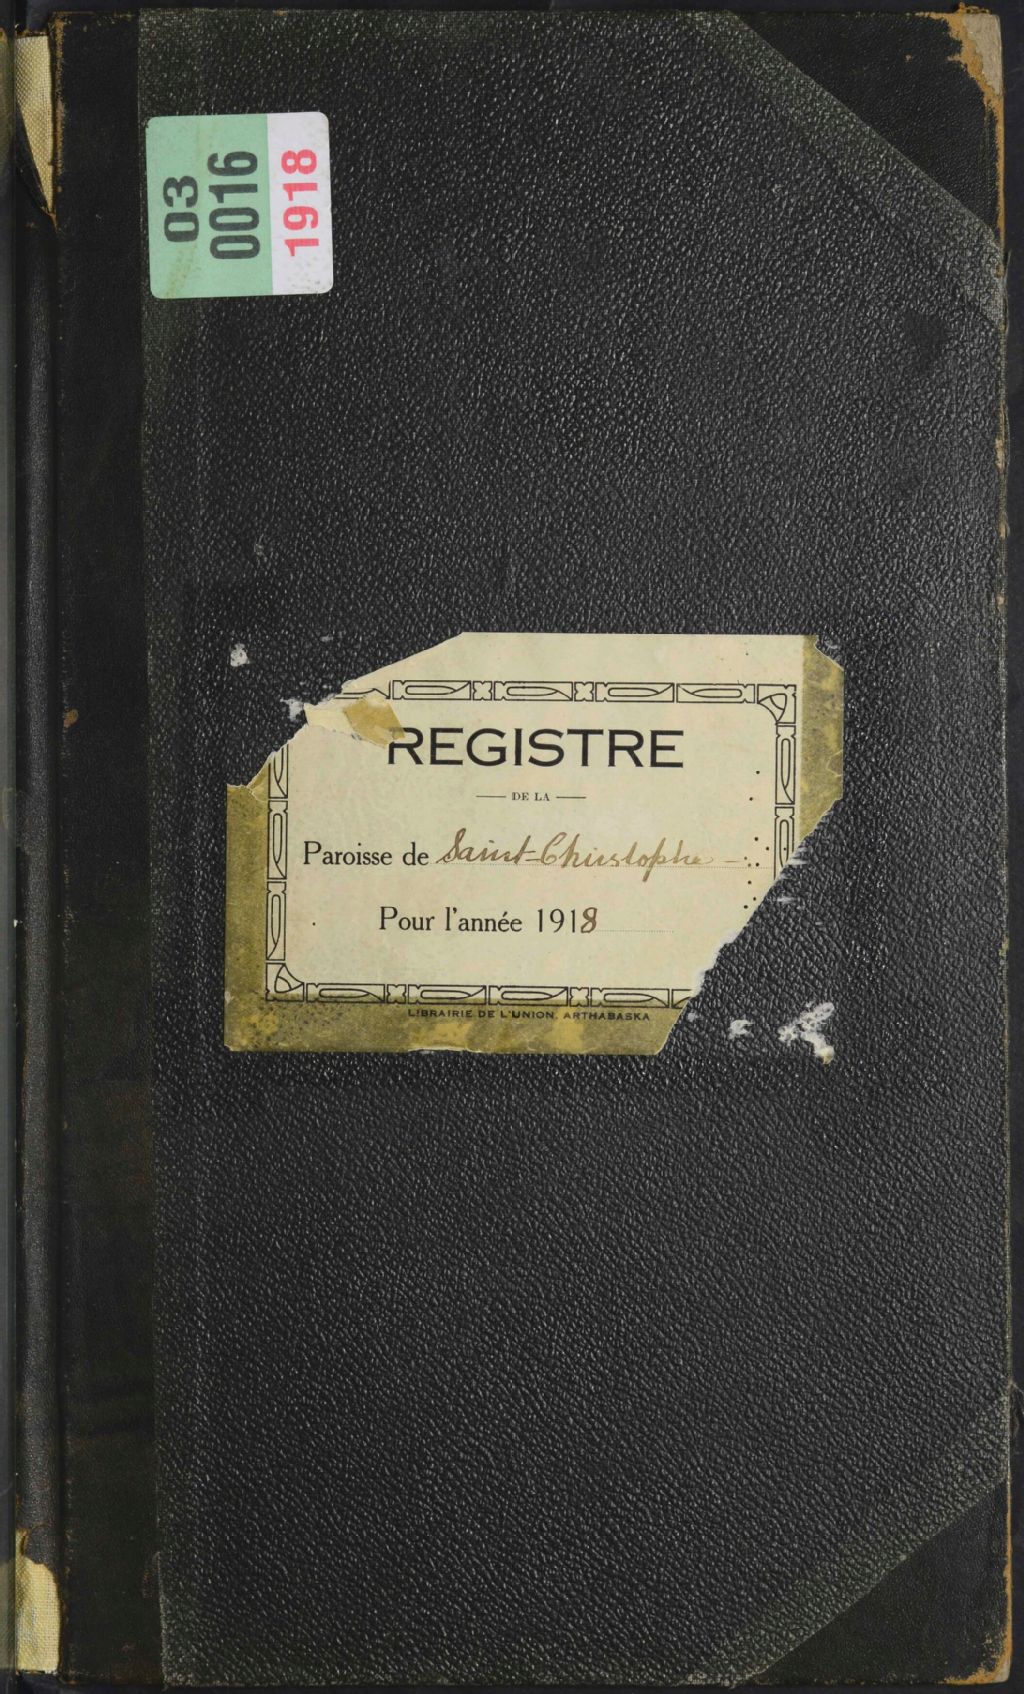 03
0016
1918
REGISTRE
DE LA
Paroisse de Saint-Christophe -
Pour l'année 1918
LIBRAIRIE DE L'UNION, ARTHABASKA